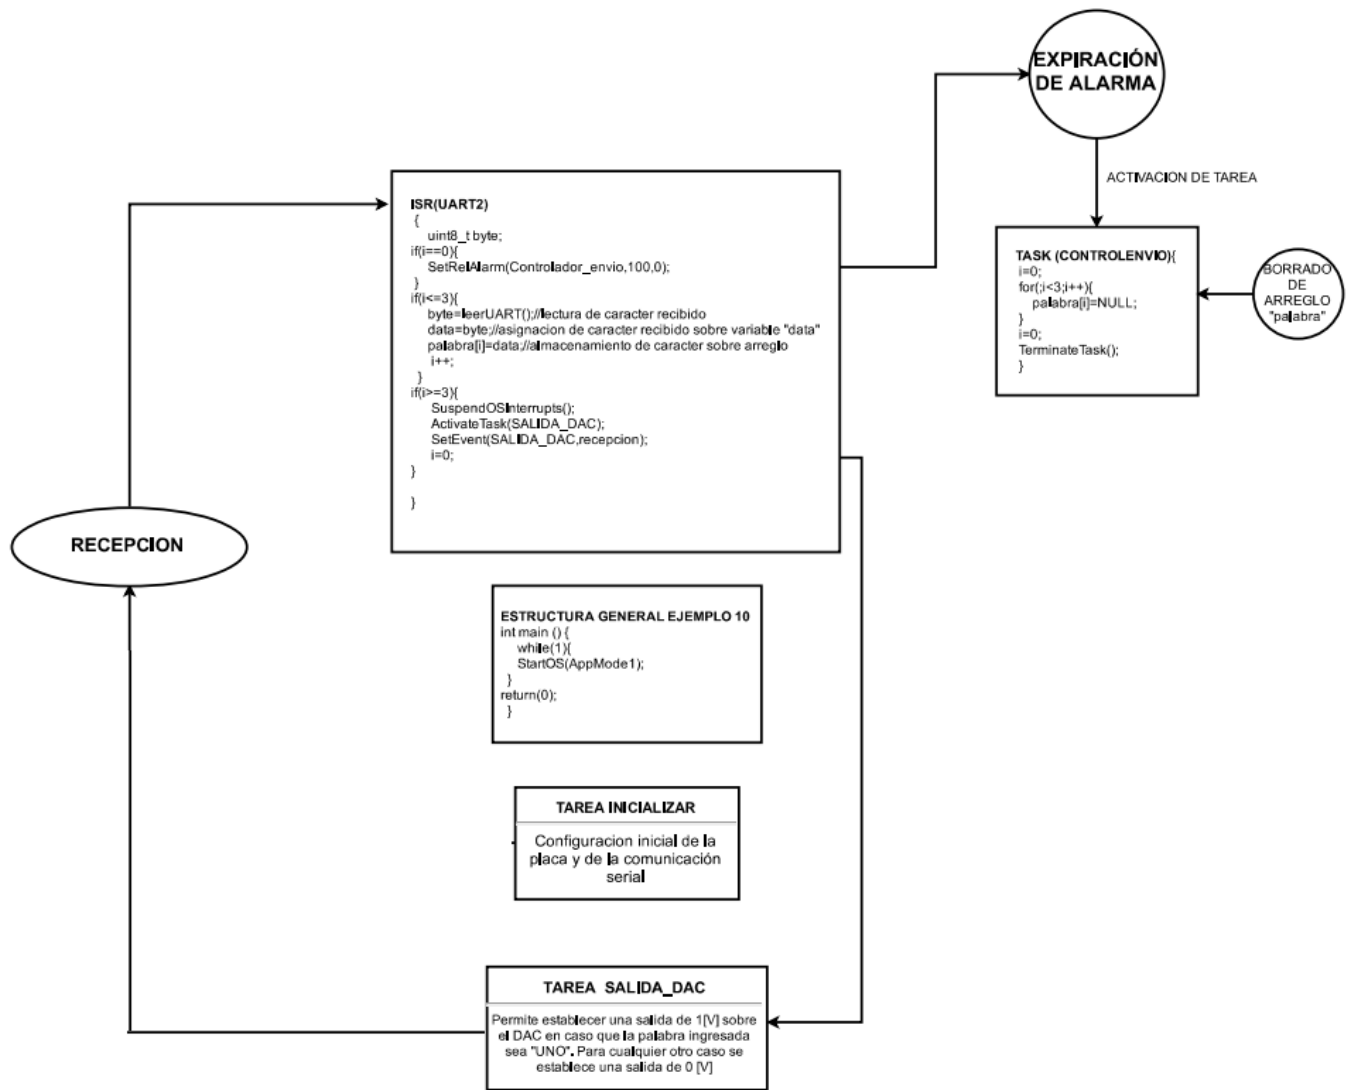 EXPIRACIÓN
DE ALARMA
ACTIVACION DE TAREA
ISR(UART2)
{
uint8_t byte;
if(i==0){
SetRelAlarm(Controlador_envio,100,0);
}
if(i<=3){
byte=leerUART();//lectura de caracter recibido
data=byte;//asignacion de caracter recibido sobre variable "data"
palabra[i]=data;//almacenamiento de caracter sobre arreglo
i++;
}
if(i>=3){
SuspendOSInterrupts();
ActivateTask(SALIDA_DAC);
SetEvent(SALIDA_DAC,recepcion);
i=0;
}
}
TASK (CONTROLENVIO){
i=0;
for(;i<3;i++){
palabra[i]=NULL;
}
i=0;
TerminateTask();
}
BORRADO
DE
ARREGLO
"palabra"
RECEPCION
ESTRUCTURA GENERAL EJEMPLO 10
int main () {
while(1){
StartOS(AppMode1);
}
return(0);
}
TAREA INICIALIZAR
Configuracion inicial de la
placa y de la comunicación
serial
TAREA SALIDA_DAC
Permite establecer una salida de 1[V] sobre
el DAC en caso que la palabra ingresada
sea "UNO". Para cualquier otro caso se
establece una salida de 0 [V]